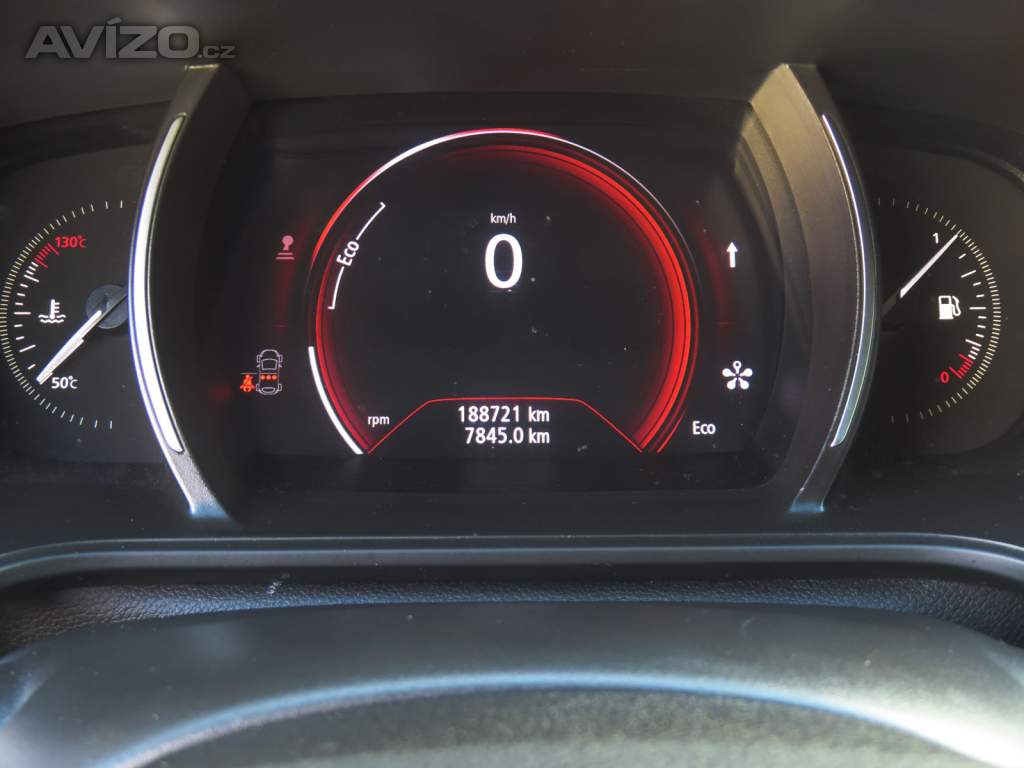 AVÍZO.cz
km/h
0
Eco
130°C
50°C
1
0
rpm
188721 km
7845.0 km
Eco